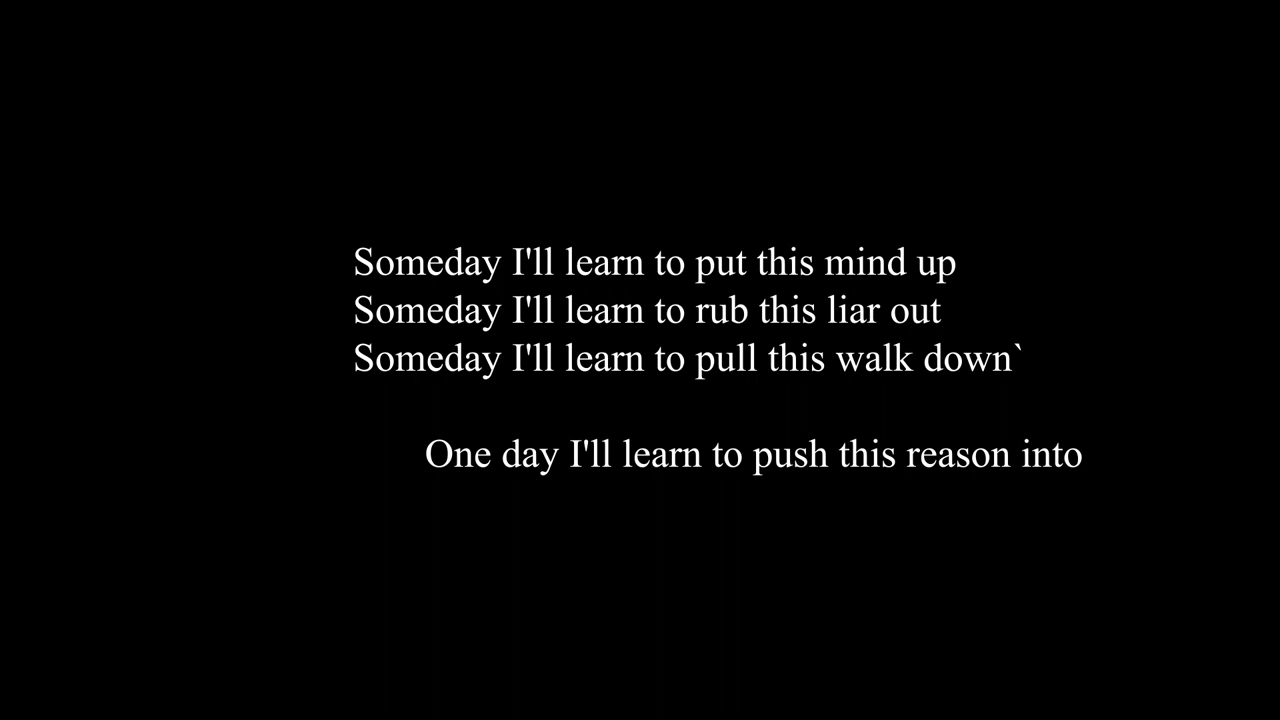 Someday I'll learn to put this mind up
Someday I'll learn to rub this liar out
Someday I'll learn to pull this walk down`
One day I'll learn to push this reason into